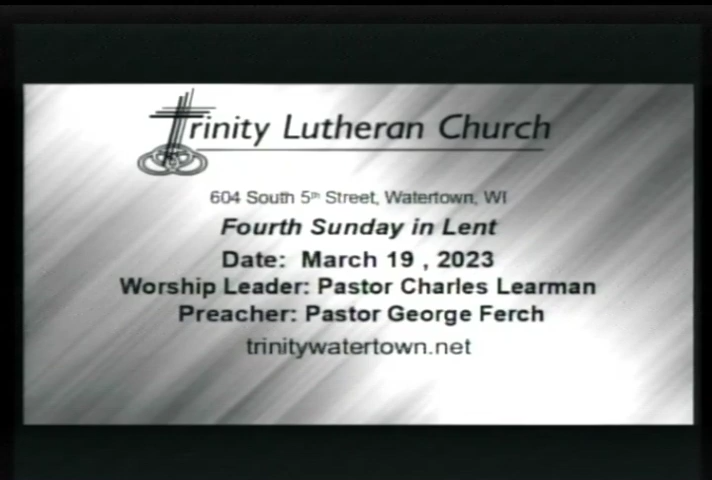 Trinity Lutheran Church
604 South 5th Street, Watertown, WI
Fourth Sunday in Lent
Date: March 19 , 2023
Worship Leader: Pastor Charles Learman
Preacher: Pastor George Ferch
trinitywatertown.net